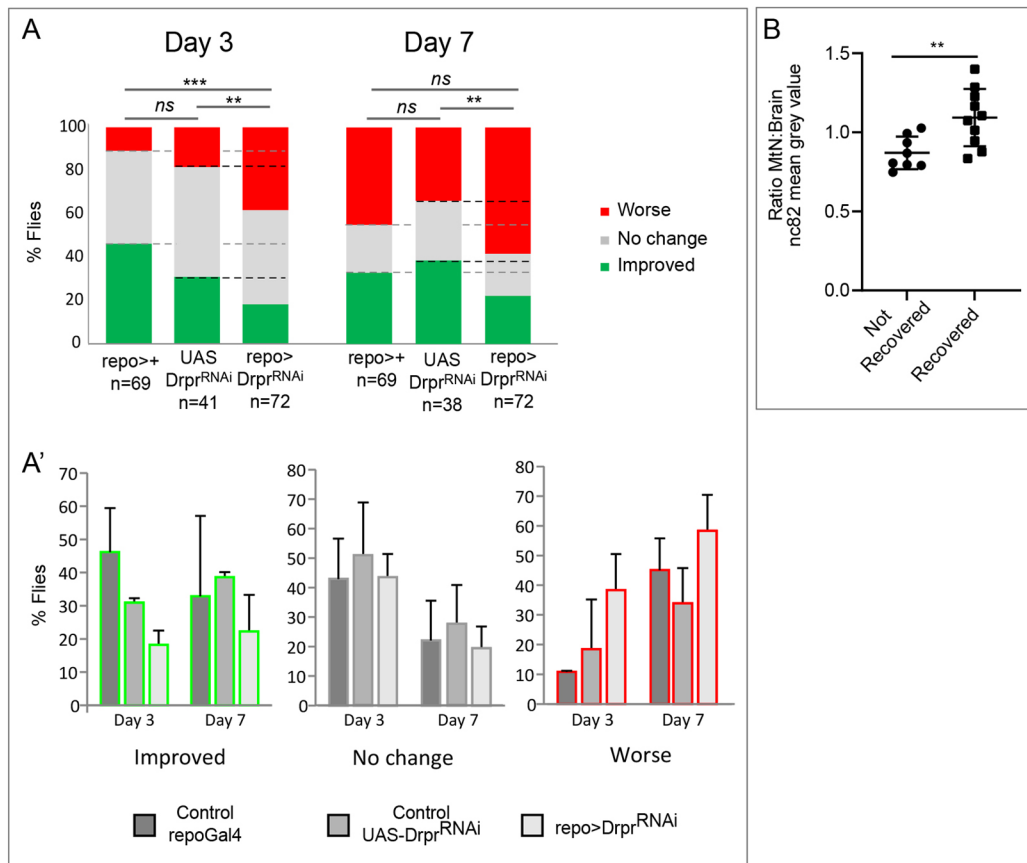 A
Day 3
Day 7
***
ns
**
ns
ns
**
% Flies
100
80
60
40
20
0
repo>+
n=69
UAS
DrprRNAi
n=41
repo>
DrprRNAi
n=72
repo>+
n=69
UAS
DrprRNAi
n=38
repo>
DrprRNAi
n=72
Worse
No change
Improved
B
**
Ratio MtN:Brain
nc82 mean grey value
1.5
1.0
0.5
0.0
Not
Recovered
Recovered
A'
% Flies
70
60
50
40
30
20
10
0
Day 3
Day 7
Improved
80
70
60
50
40
30
20
10
0
Day 3
Day 7
No change
80
70
60
50
40
30
20
10
0
Day 3
Day 7
Worse
Control
repoGal4
Control
UAS-DrprRNAi
repo>DrprRNAi